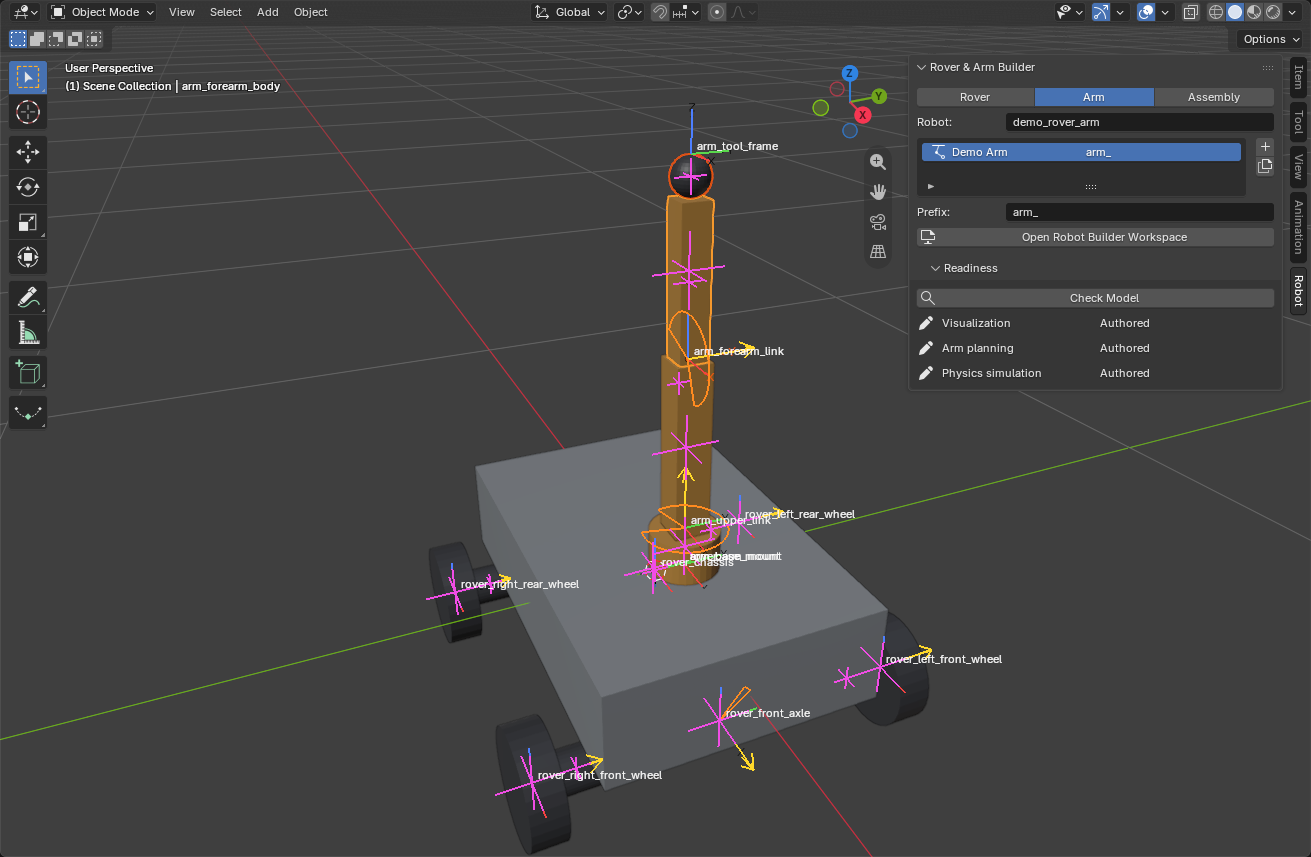 Object Mode View Select Add Object Global
Options
User Perspective
(1) Scene Collection | arm_forearm_body
Z
Y
X
Rover & Arm Builder
Rover Arm Assembly
Robot: demo_rover_arm
Demo Arm arm_
Prefix: arm_
Open Robot Builder Workspace
Readiness
Check Model
Visualization Authored
Arm planning Authored
Physics simulation Authored
Item
Tool
View
Animation
Robot
arm_tool_frame
arm_forearm_link
rover_left_rear_wheel
arm_upper_link
rover_chassis
rover_right_rear_wheel
rover_left_front_wheel
rover_front_axle
rover_right_front_wheel